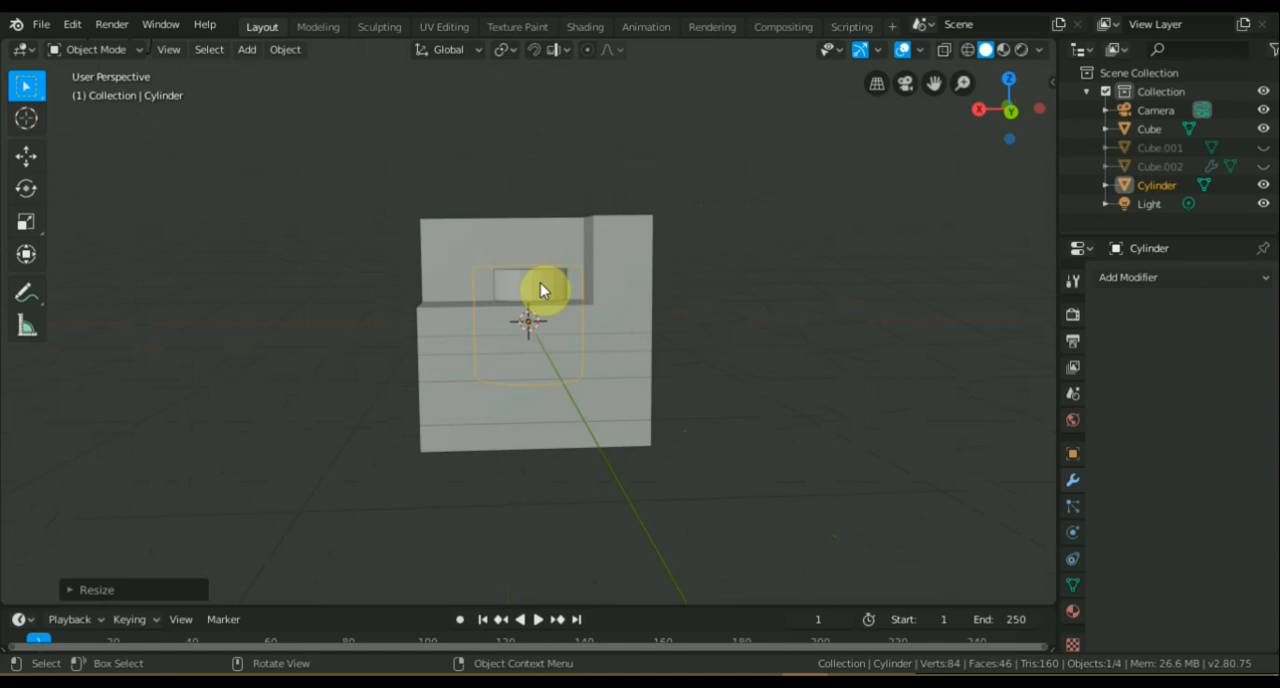 File Edit Render Window Help Layout Modeling Sculpting UV Editing Texture Paint Shading Animation Rendering Compositing Scripting + Scene View Layer
Object Mode View Select Add Object Global
User Perspective
(1) Collection | Cylinder
Z
X
Y
Scene Collection
Collection
Camera
Cube
Cube.001
Cube.002
Cylinder
Light
Cylinder
Add Modifier
Resize
Playback Keying View Marker 1 Start: 1 End: 250
1 20 40 60 80 100 120 140 160 180 200 220 240
Select Box Select Rotate View Object Context Menu Collection | Cylinder | Verts:84 | Faces:46 | Tris:160 | Objects:1/4 | Mem: 26.6 MB | v2.80.75